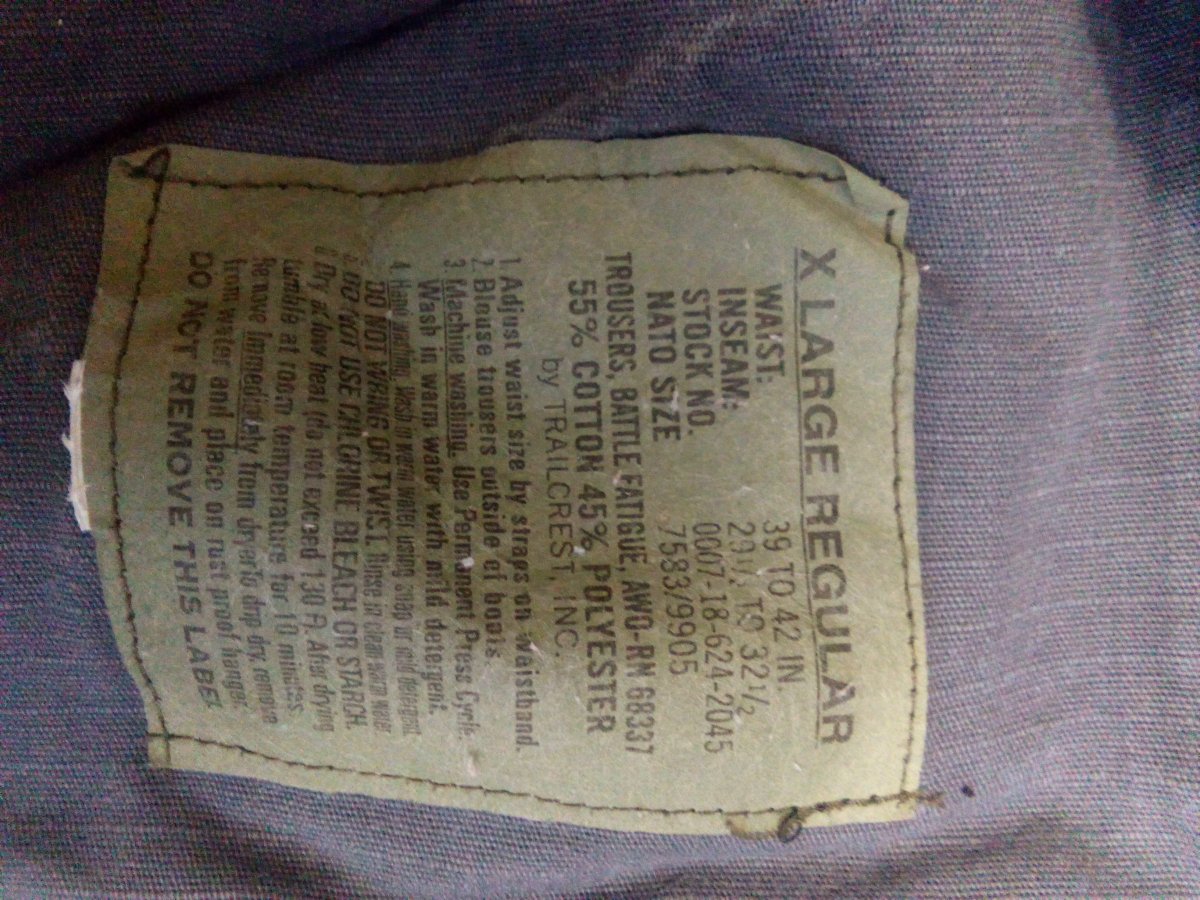 X LARGE REGULAR
WAIST: 39 TO 42 IN.
INSEAM: 29½ TO 32½
STOCK NO. 0007-18-624-2045
NATO SIZE 7583/9905
TROUSERS, BATTLE FATIGUE, AWO-RM 68337
55% COTTON 45% POLYESTER
by TRAILCREST, INC.
1. Adjust waist size by straps on waistband.
2. Blouse trousers outside of boots.
3. Machine washing. Use Permanent Press Cycle.
Wash in warm water with mild detergent.
4. Hand washing. Wash in warm water using soap or mild detergent
DO NOT WRING OR TWIST. Rinse in clear warm water
5. DO NOT USE CHLORINE BLEACH OR STARCH.
6. Dry at low heat (do not exceed 130 F). After drying
tumble at room temperature for 10 minutes.
Remove immediately from dryer to drip dry, remove
from water and place on rust proof hanger.
DO NOT REMOVE THIS LABEL